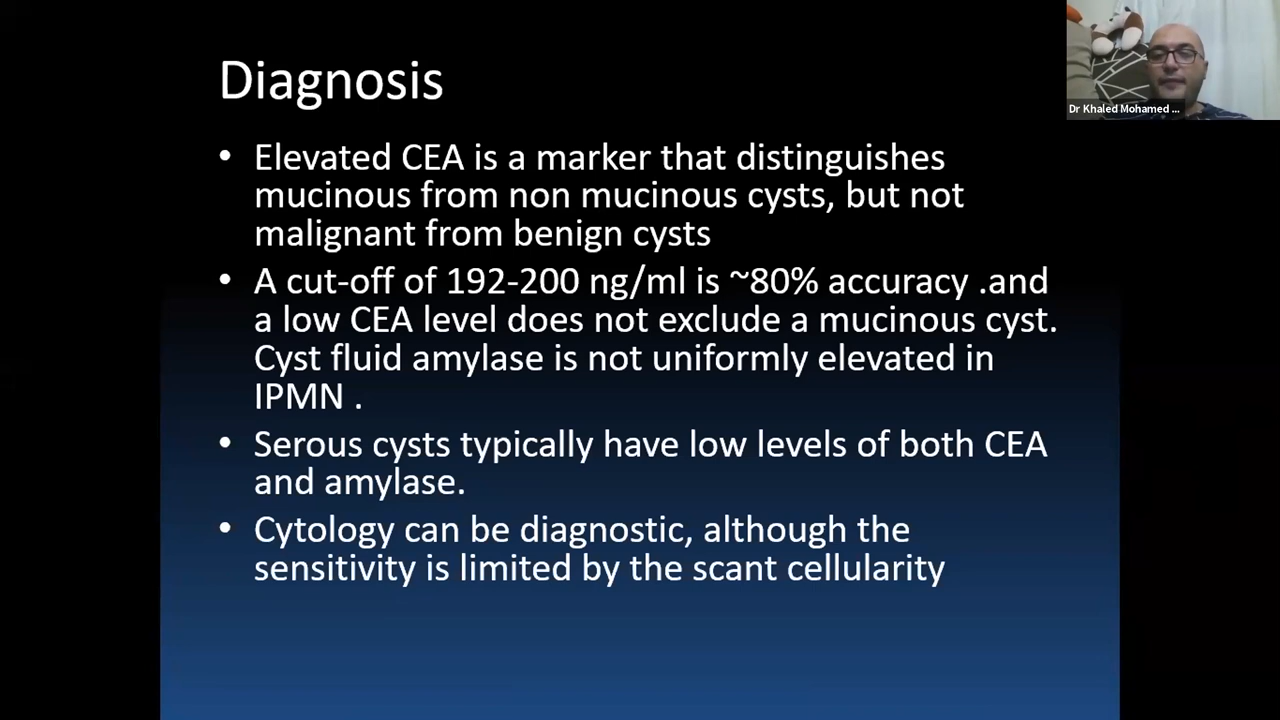 Diagnosis
• Elevated CEA is a marker that distinguishes
mucinous from non mucinous cysts, but not
malignant from benign cysts
• A cut-off of 192-200 ng/ml is ~80% accuracy .and
a low CEA level does not exclude a mucinous cyst.
Cyst fluid amylase is not uniformly elevated in
IPMN .
• Serous cysts typically have low levels of both CEA
and amylase.
• Cytology can be diagnostic, although the
sensitivity is limited by the scant cellularity
Dr Khaled Mohamed ...